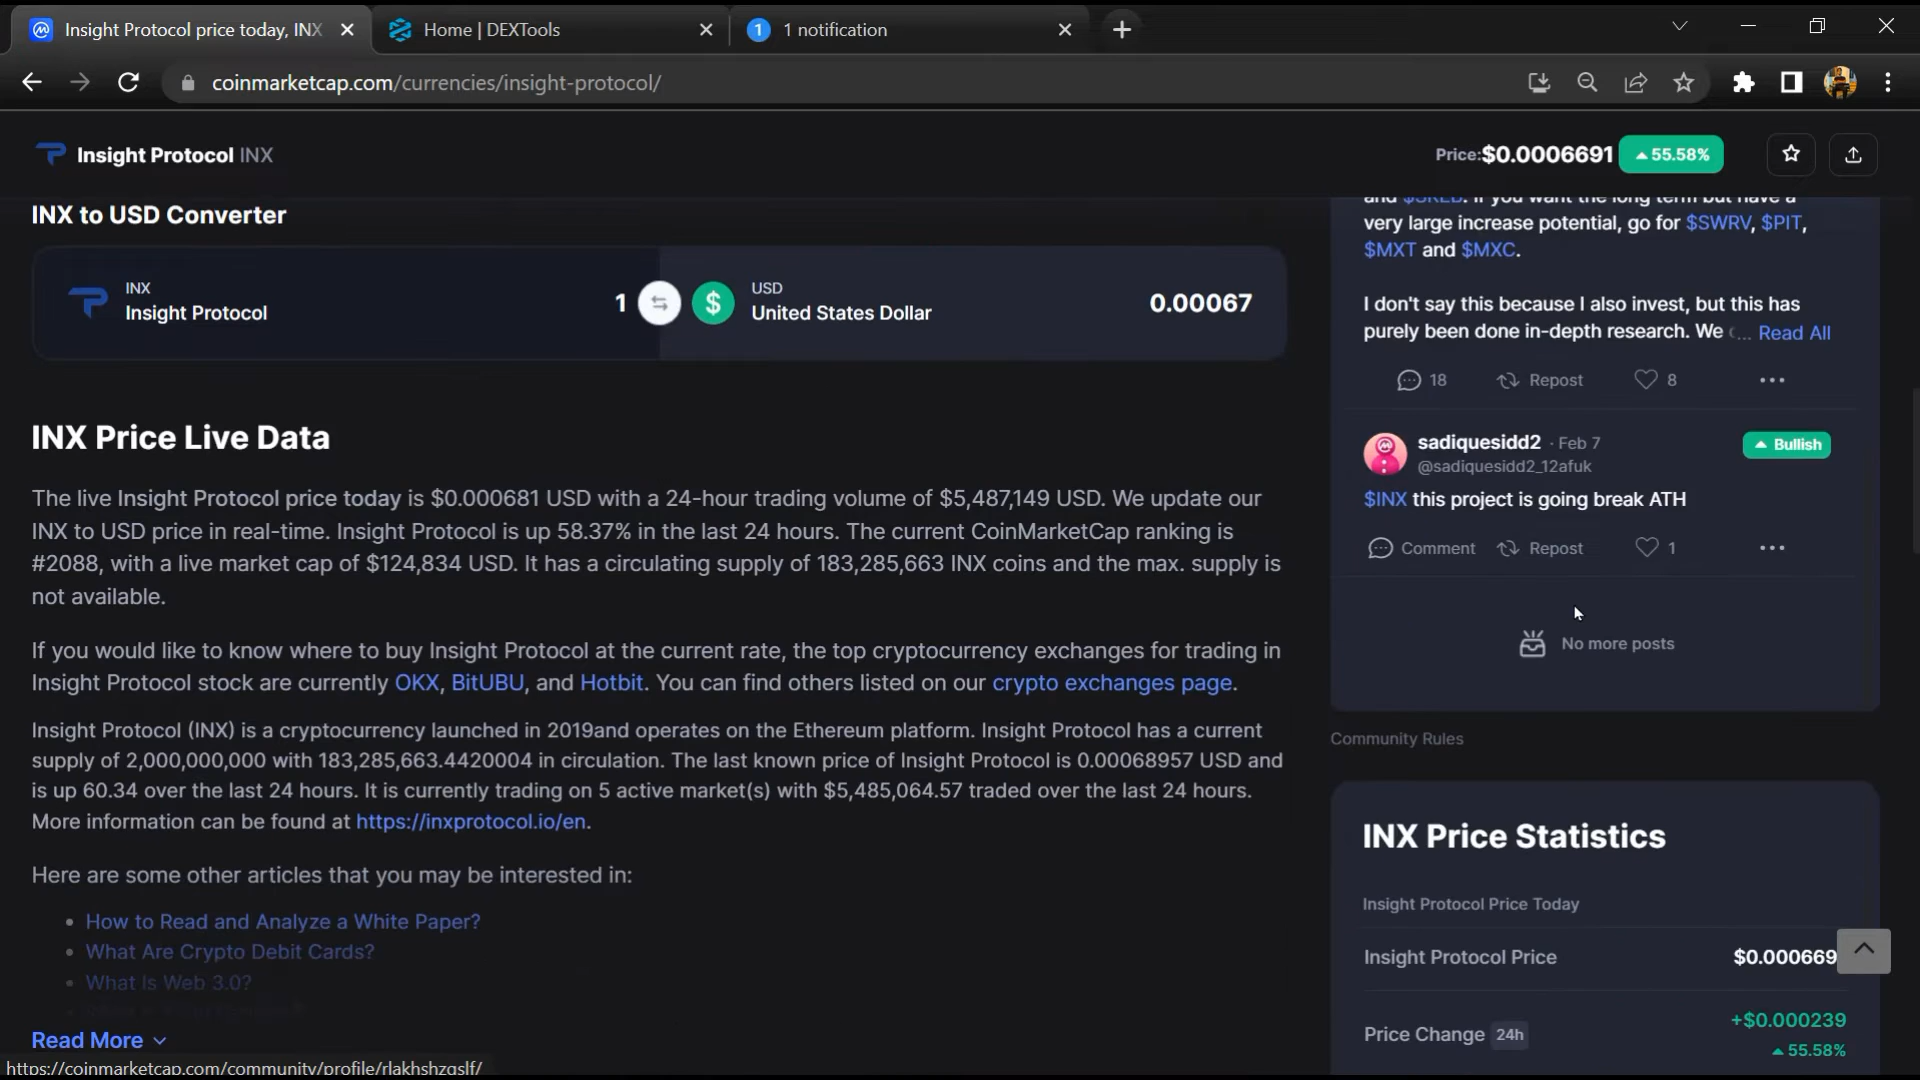 Insight Protocol price today, INX
Home | DEXTools
1
1 notification
coinmarketcap.com/currencies/insight-protocol/
Insight Protocol INX
Price:$0.0006691
55.58%
INX to USD Converter
INX
Insight Protocol
1
$
USD
United States Dollar
0.00067
INX Price Live Data
The live Insight Protocol price today is $0.000681 USD with a 24-hour trading volume of $5,487,149 USD. We update our
INX to USD price in real-time. Insight Protocol is up 58.37% in the last 24 hours. The current CoinMarketCap ranking is
#2088, with a live market cap of $124,834 USD. It has a circulating supply of 183,285,663 INX coins and the max. supply is
not available.
If you would like to know where to buy Insight Protocol at the current rate, the top cryptocurrency exchanges for trading in
Insight Protocol stock are currently OKX, BitUBU, and Hotbit. You can find others listed on our crypto exchanges page.
Insight Protocol (INX) is a cryptocurrency launched in 2019and operates on the Ethereum platform. Insight Protocol has a current
supply of 2,000,000,000 with 183,285,663.4420004 in circulation. The last known price of Insight Protocol is 0.00068957 USD and
is up 60.34 over the last 24 hours. It is currently trading on 5 active market(s) with $5,485,064.57 traded over the last 24 hours.
More information can be found at https://inxprotocol.io/en.
Here are some other articles that you may be interested in:
• How to Read and Analyze a White Paper?
• What Are Crypto Debit Cards?
• What Is Web 3.0?
Read More
https://coinmarketcap.com/community/profile/rlakhshzgslf/
and $SKEB. If you want the long term but have a
very large increase potential, go for $SWRV, $PIT,
$MXT and $MXC.
I don't say this because I also invest, but this has
purely been done in-depth research. We ... Read All
18
Repost
8
sadiquesidd2 · Feb 7
@sadiquesidd2_12afuk
Bullish
$INX this project is going break ATH
Comment
Repost
1
No more posts
Community Rules
INX Price Statistics
Insight Protocol Price Today
Insight Protocol Price
$0.000669
Price Change 24h
+$0.000239
55.58%